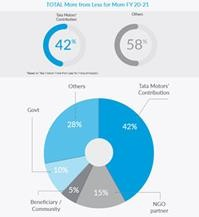 TOTAL More from Less for More FY 20-21
Tata Motors'
Contribution
Others
42%
58%
Others
Tata Motors'
Contribution
Govt
28%
42%
10%
5%
15%
Beneficiary /
Community
NGO
partner